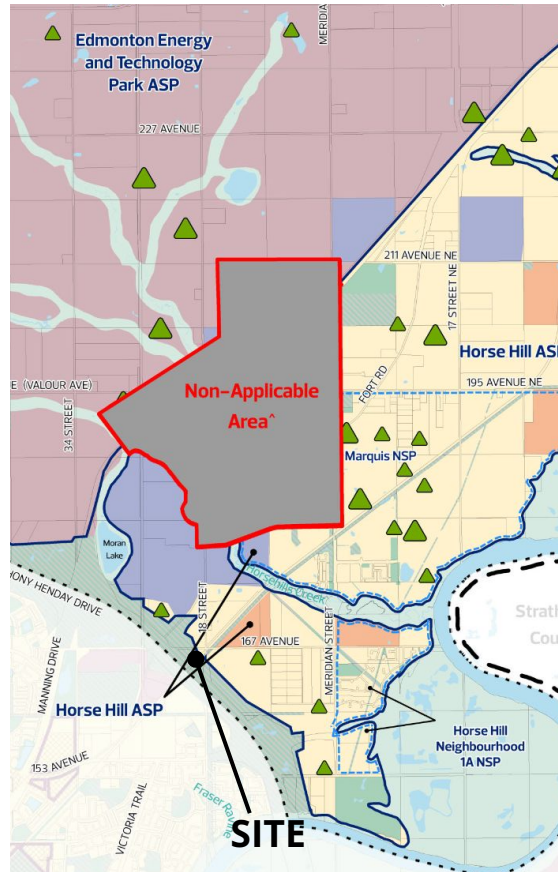 MERIDIAN
Edmonton Energy
and Technology
Park ASP
227 AVENUE
211 AVENUE NE
17 STREET NE
Horse Hill ASP
FORT RD
195 AVENUE NE
E (VALOUR AVE)
34 STREET
Non-Applicable
Area^
Marquis NSP
Moran
Lake
Horsehills Creek
HONY HENDAY DRIVE
18 STREET
Strath
Cou
167 AVENUE
MERIDIAN STREET
MANNING DRIVE
Horse Hill ASP
Horse Hill
Neighbourhood
1A NSP
153 AVENUE
VICTORIA TRAIL
Fraser Ravine
SITE